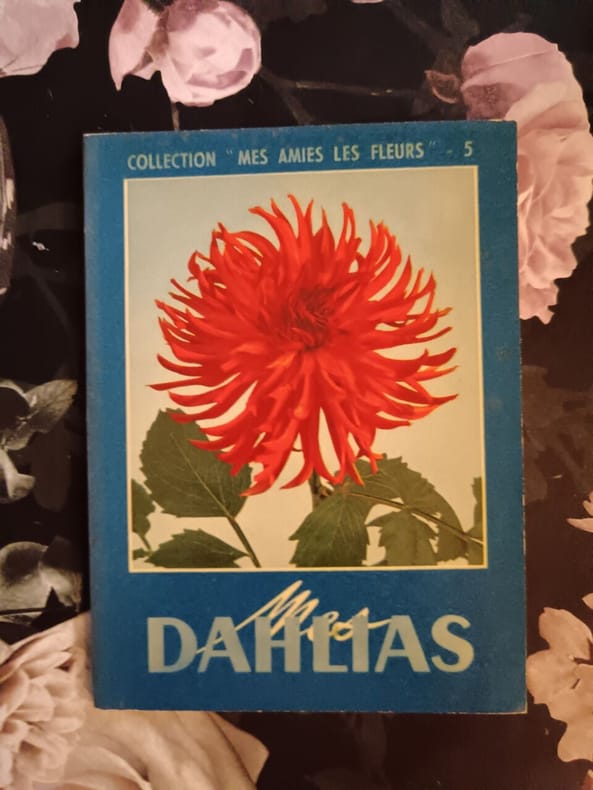 COLLECTION "MES AMIES LES FLEURS" - 5
Mes
DAHLIAS